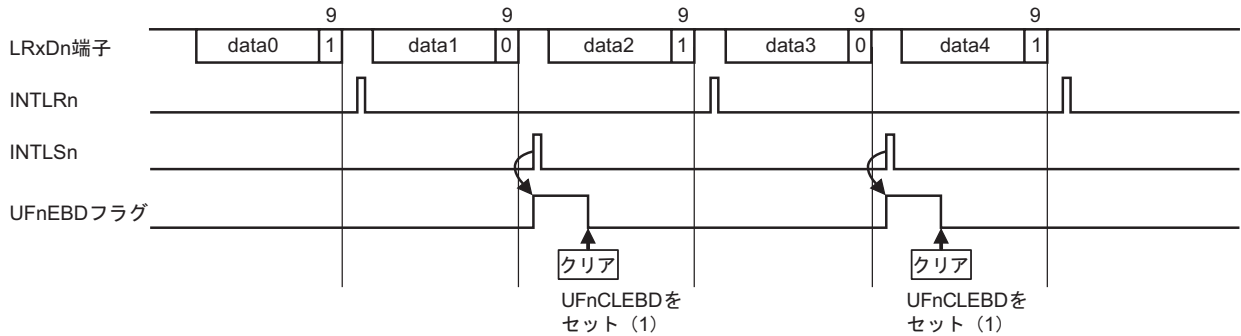 9 9 9 9 9
LRxDn端子 data0 1 data1 0 data2 1 data3 0 data4 1
INTLRn
INTLSn
UFnEBDフラグ
クリア クリア
UFnCLEBDを UFnCLEBDを
セット（1） セット（1）